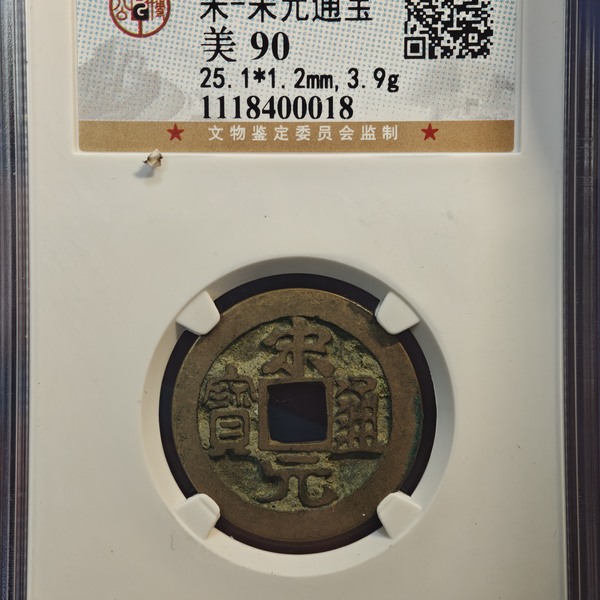 宋-宋元通宝
美 90
25.1*1.2mm,3.9g
1118400018
★ 文物鉴定委员会监制 ★
宋元通寶